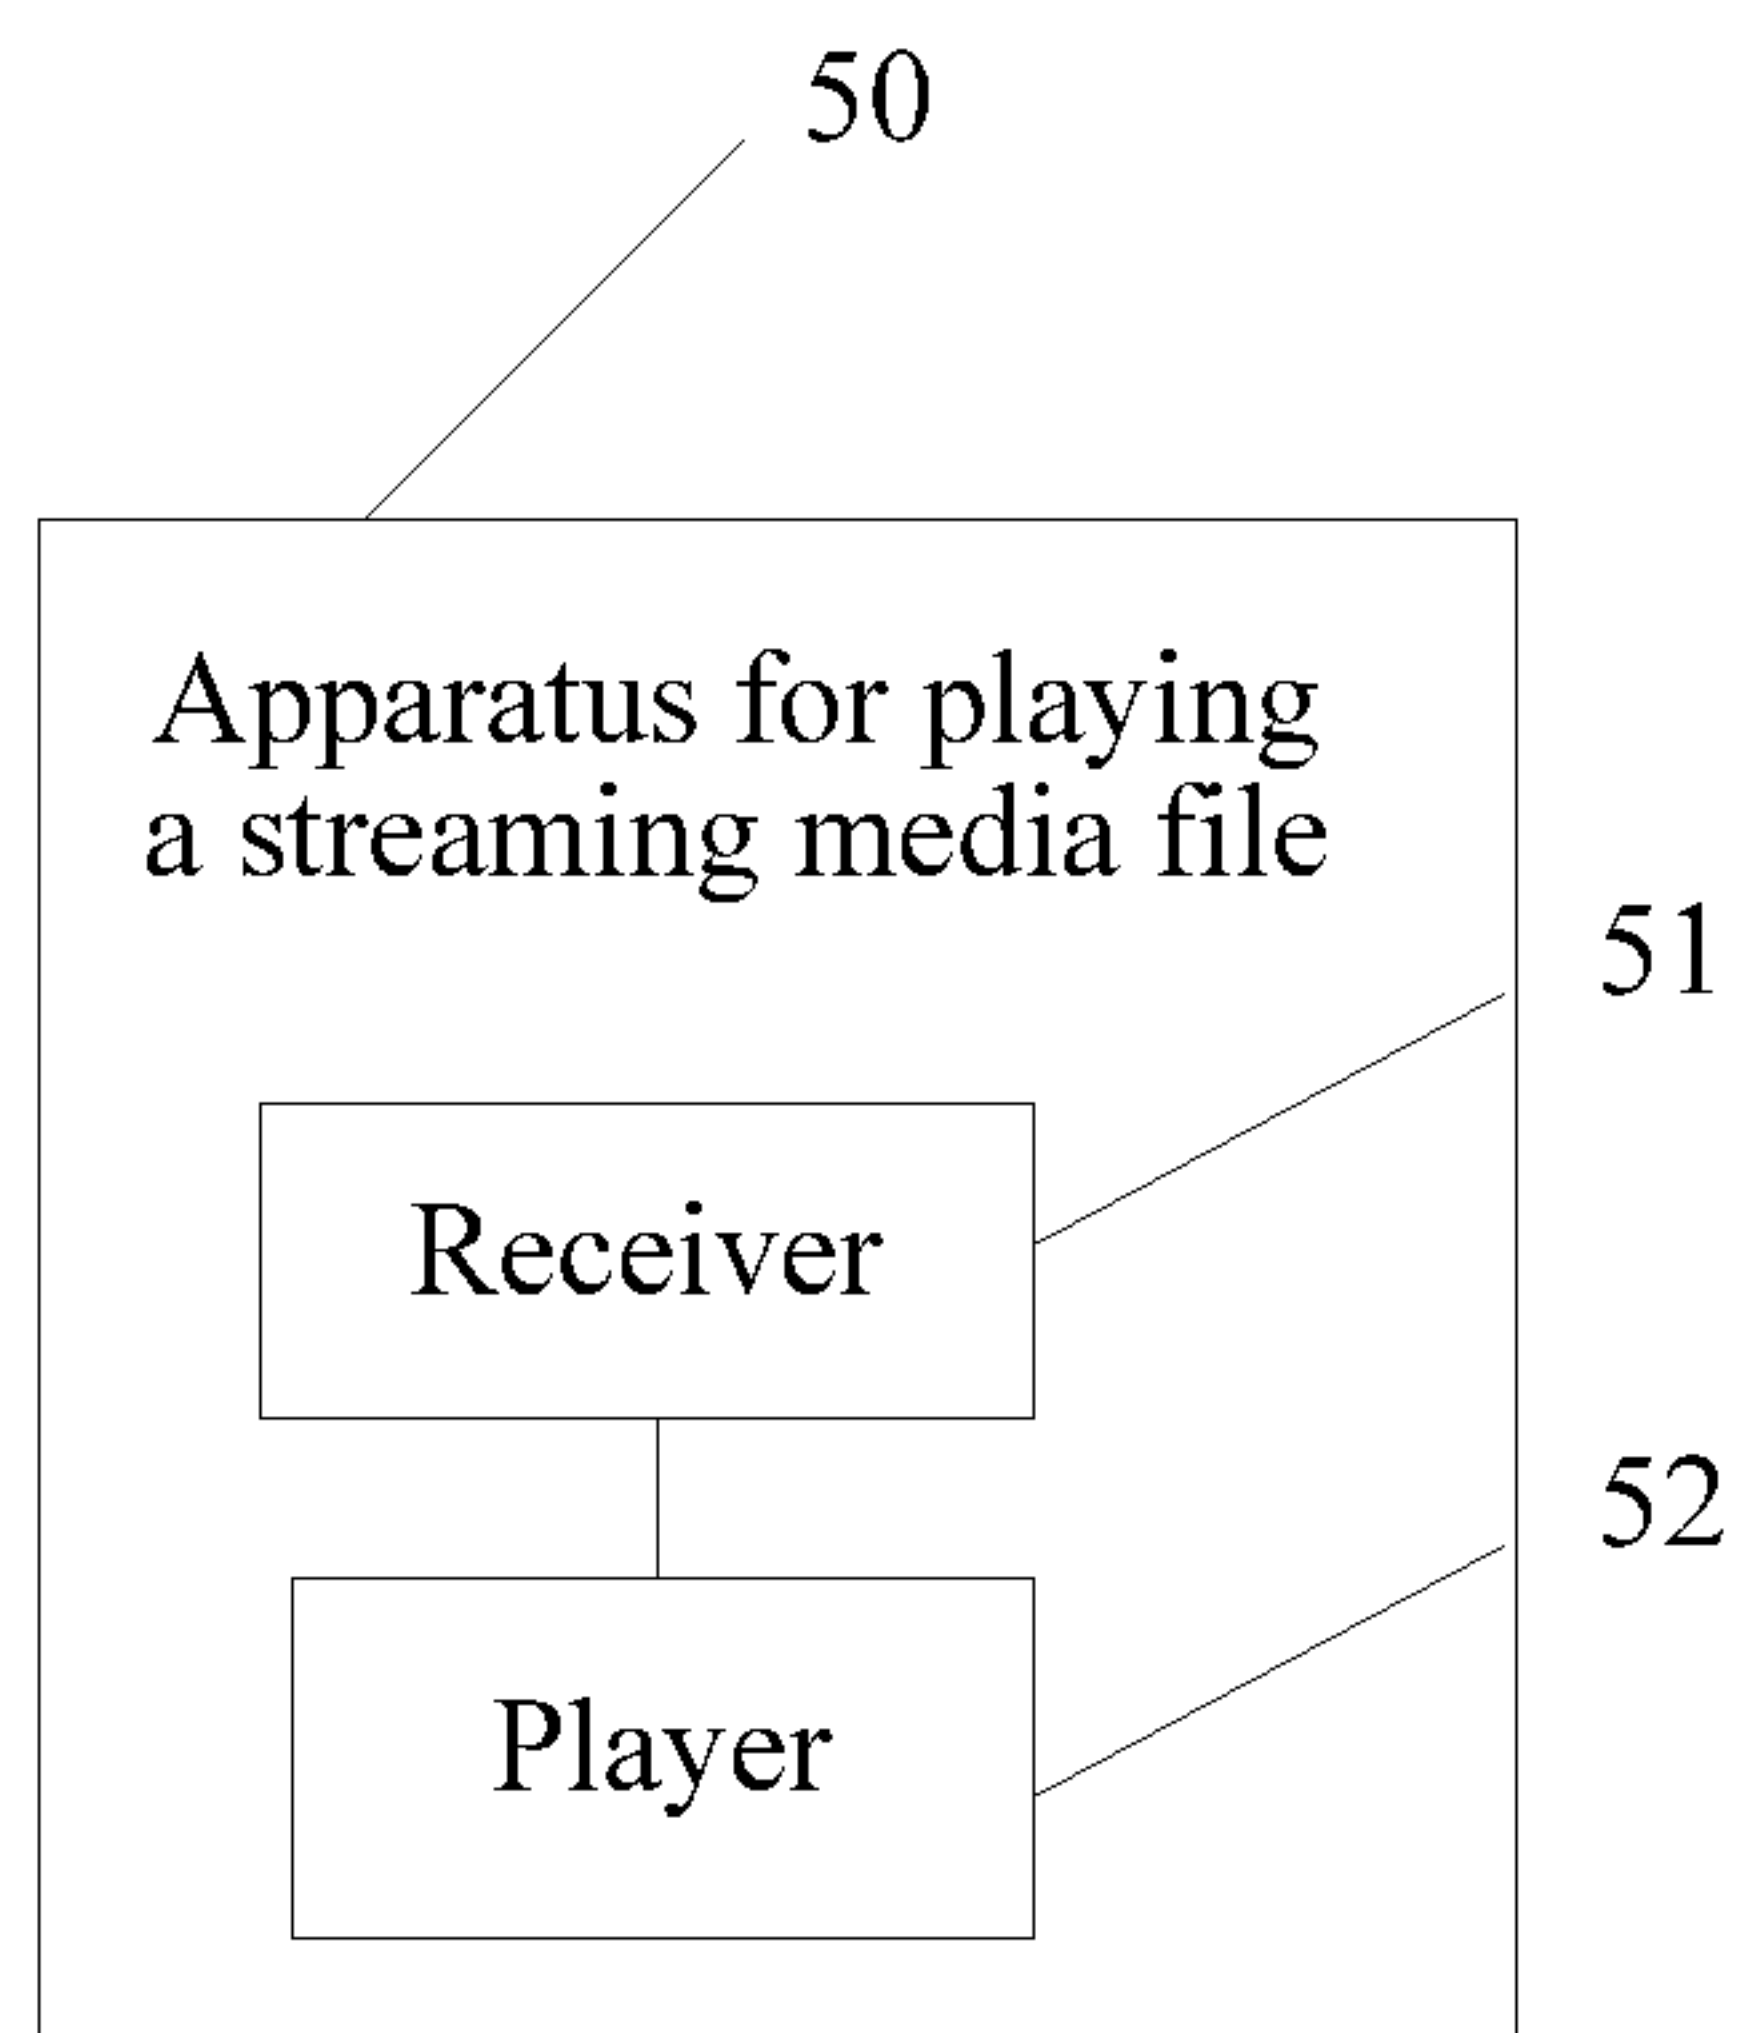 50
Apparatus for playing
a streaming media file
51
Receiver
52
Player